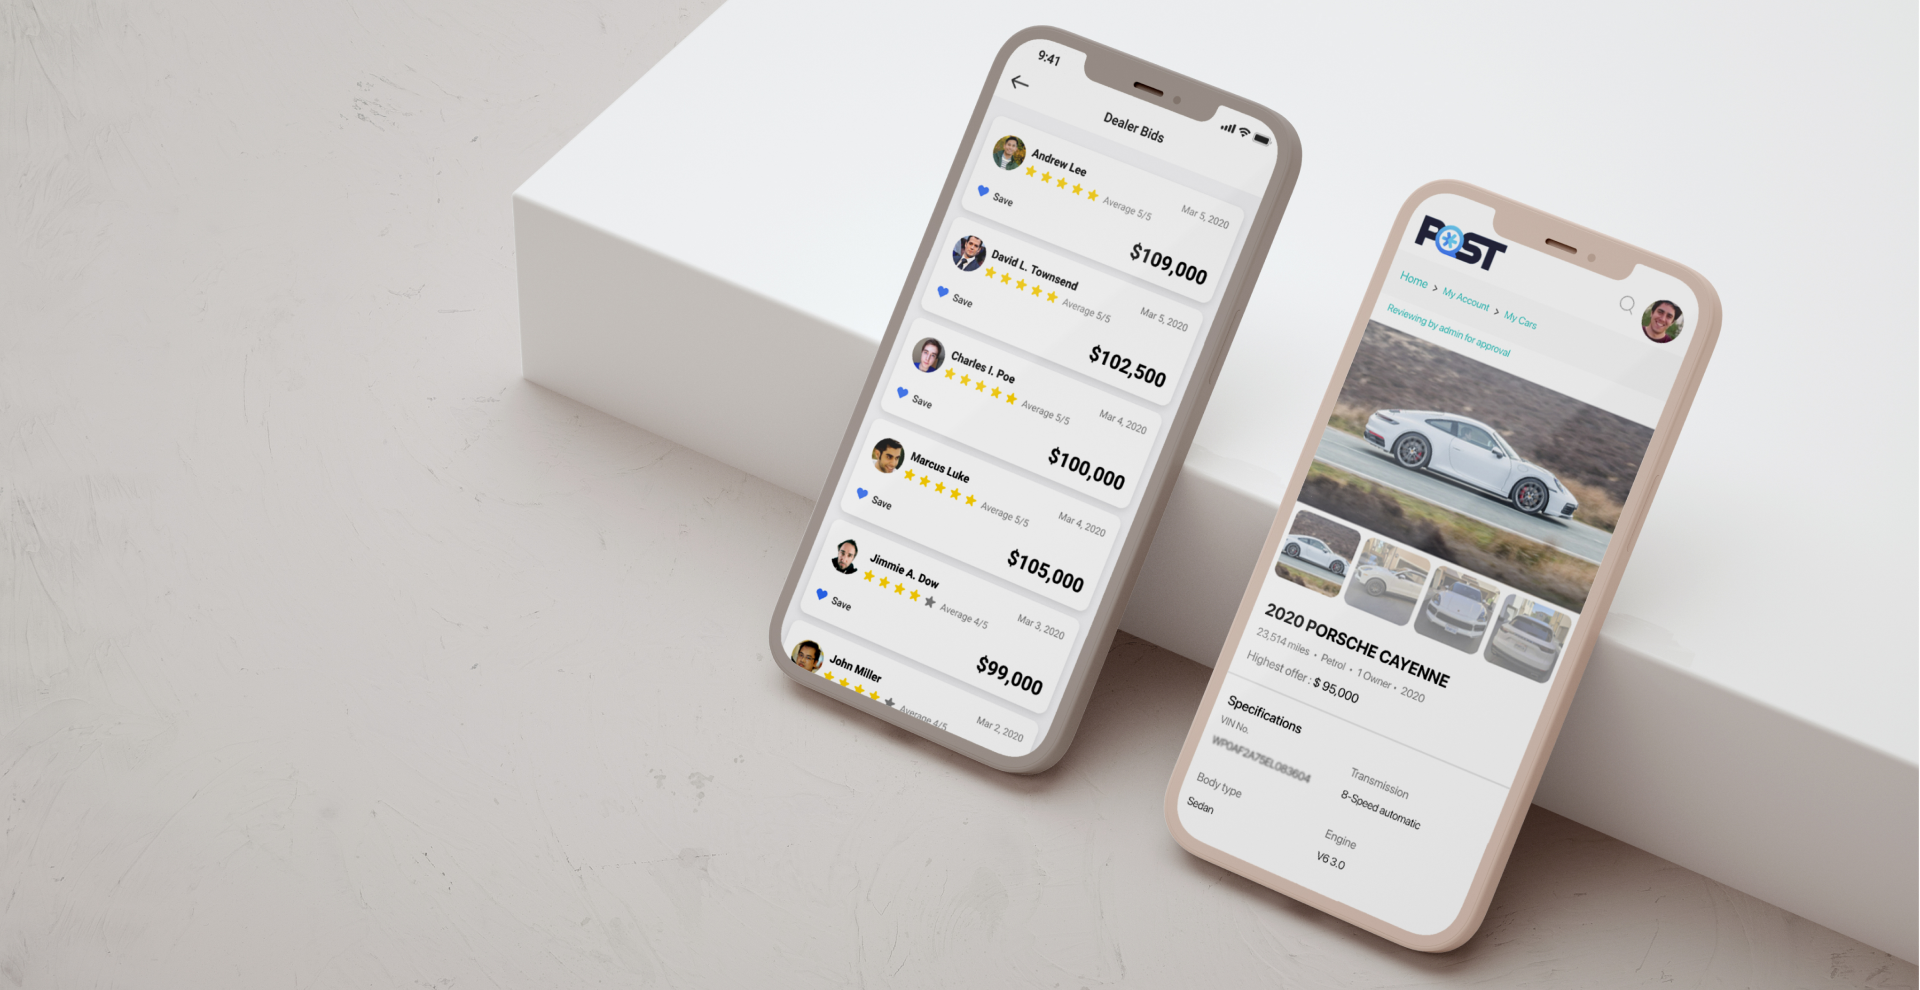 9:41
Dealer Bids
Andrew Lee
Average 5/5
Mar 5, 2020
Save
$109,000
David L. Townsend
Average 5/5
Mar 5, 2020
Save
$102,500
Charles I. Poe
Average 5/5
Mar 4, 2020
Save
$100,000
Marcus Luke
Average 5/5
Mar 4, 2020
Save
$105,000
Jimmie A. Dow
Average 4/5
Mar 3, 2020
Save
$99,000
John Miller
Average 4/5
Mar 2, 2020
POST
Home > My Account > My Cars
Reviewing by admin for approval
2020 PORSCHE CAYENNE
23,514 miles • Petrol • 1 Owner • 2020
Highest offer : $ 95,000
Specifications
VIN No.
Transmission
8-Speed automatic
Body type
Sedan
Engine
V6 3.0